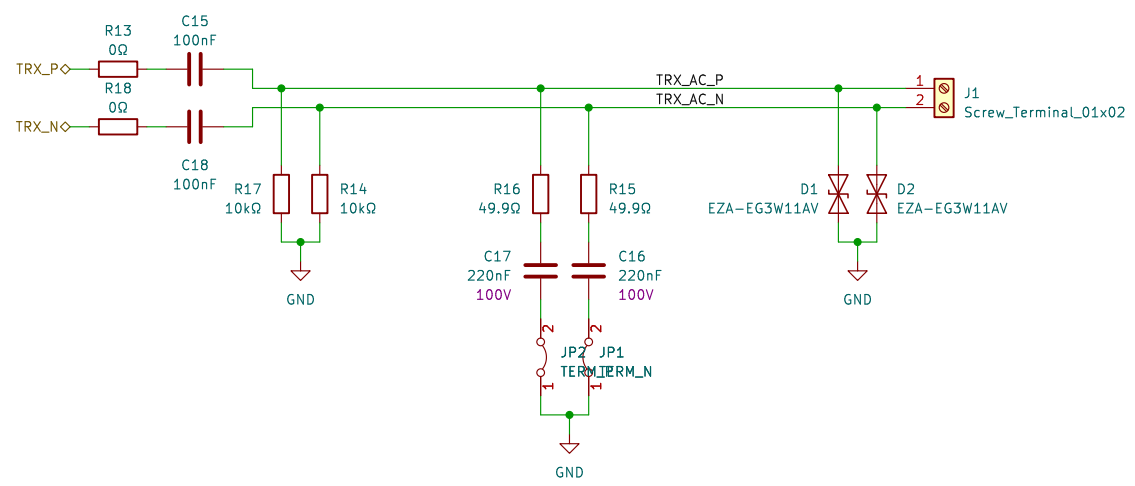 C15
100nF
R13
0Ω
TRX_P
R18
0Ω
TRX_N
C18
100nF
TRX_AC_P
TRX_AC_N
1
2
J1
Screw_Terminal_01x02
R17
10kΩ
R14
10kΩ
R16
49.9Ω
R15
49.9Ω
D1
EZA-EG3W11AV
D2
EZA-EG3W11AV
C17
220nF
100V
C16
220nF
100V
GND
GND
2
2
JP2
JP1
TERM_P
TERM_N
1
1
GND